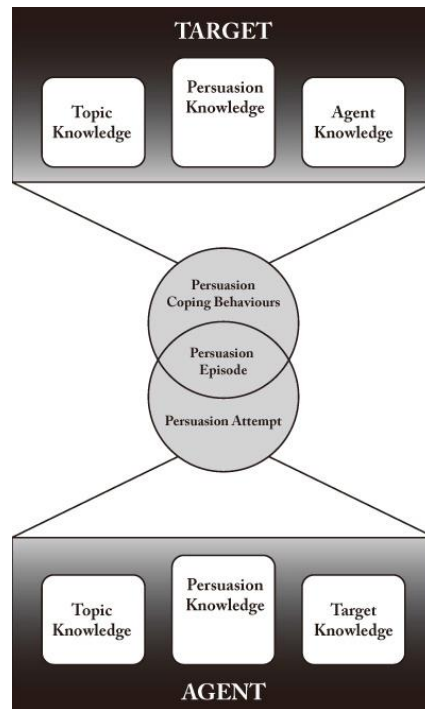 TARGET
Topic
Knowledge
Persuasion
Knowledge
Agent
Knowledge
Persuasion
Coping Behaviours
Persuasion
Episode
Persuasion Attempt
Topic
Knowledge
Persuasion
Knowledge
Target
Knowledge
AGENT